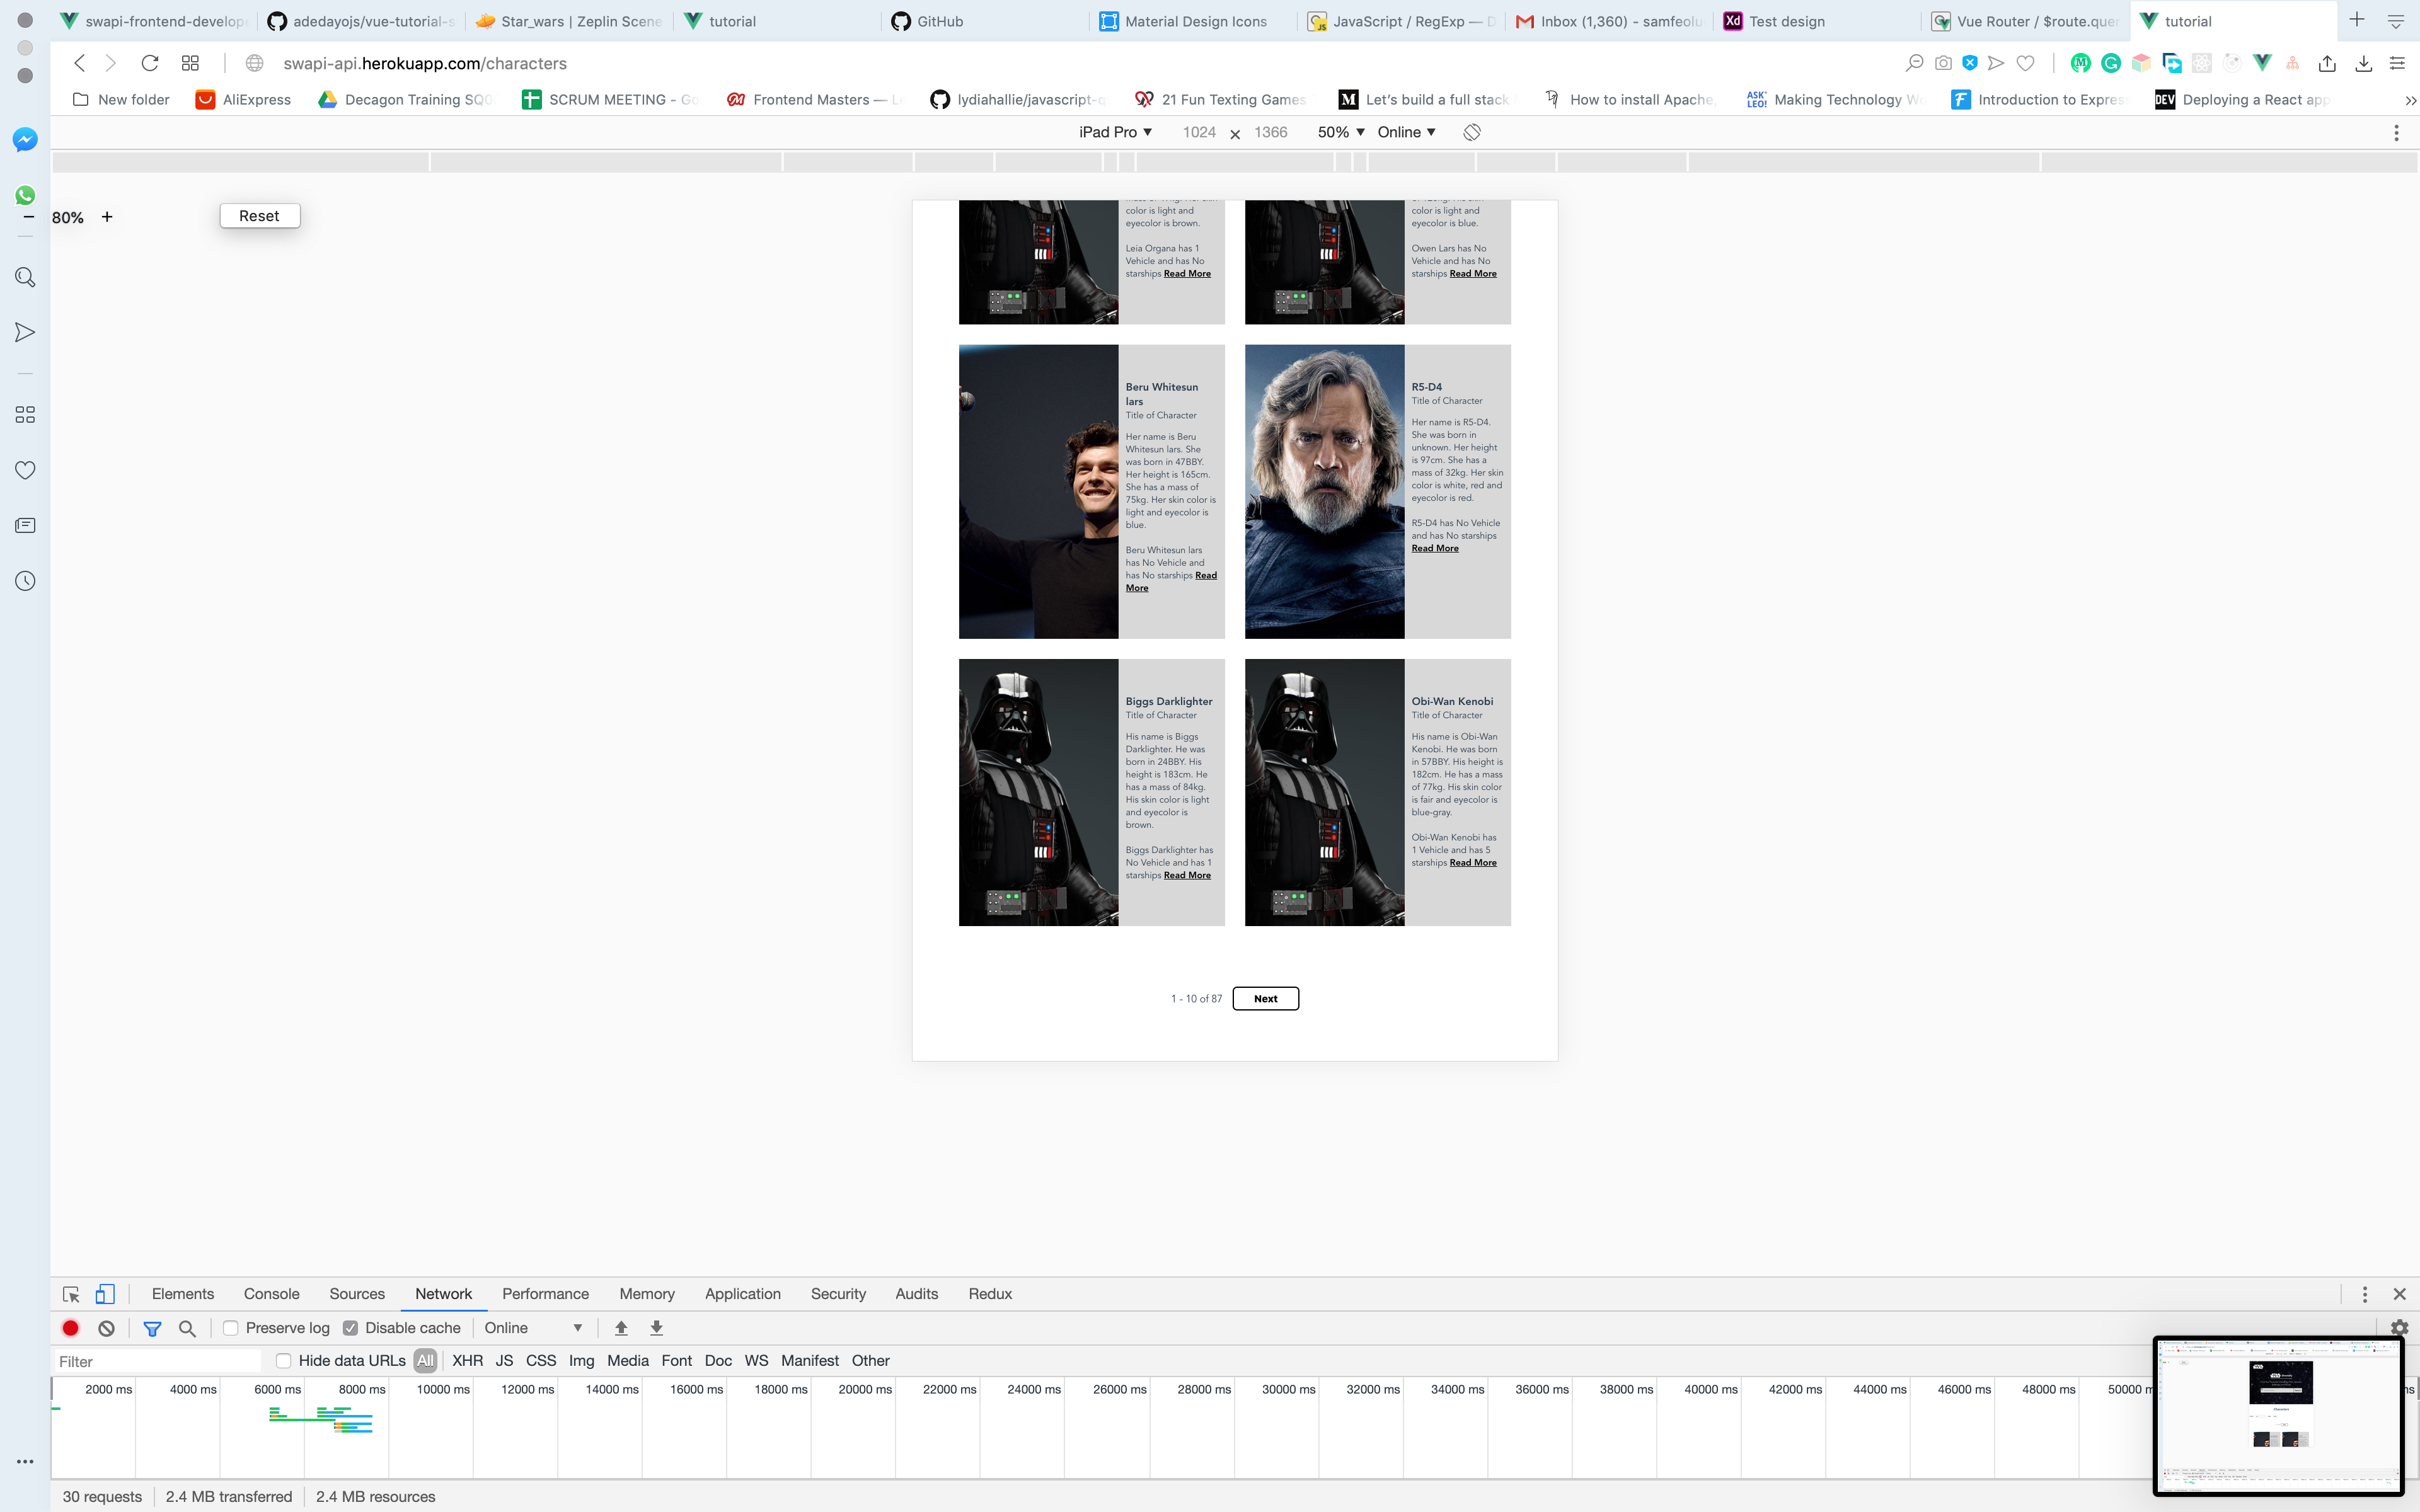 swapi-frontend-develop
adedayojs/vue-tutorial-s
Star_wars | Zeplin Scene
tutorial
GitHub
Material Design Icons
JavaScript / RegExp — D
Inbox (1,360) - samfeolu
Xd Test design
Vue Router / $route.quer
tutorial
swapi-api.herokuapp.com/characters
New folder
AliExpress
Decagon Training SQ0
SCRUM MEETING - Go
Frontend Masters — L
lydiahallie/javascript-q
21 Fun Texting Games
M Let's build a full stack
How to install Apache,
ASK LEO! Making Technology Wo
Introduction to Expres
DEV Deploying a React app
iPad Pro ▼ 1024 × 1366 50% ▼ Online ▼
− 80% + Reset
color is light and
eyecolor is brown.
Leia Organa has 1
Vehicle and has No
starships Read More
color is light and
eyecolor is blue.
Owen Lars has No
Vehicle and has No
starships Read More
Beru Whitesun
lars
Title of Character
Her name is Beru
Whitesun lars. She
was born in 47BBY.
Her height is 165cm.
She has a mass of
75kg. Her skin color is
light and eyecolor is
blue.
Beru Whitesun lars
has No Vehicle and
has No starships Read
More
R5-D4
Title of Character
Her name is R5-D4.
She was born in
unknown. Her height
is 97cm. She has a
mass of 32kg. Her skin
color is white, red and
eyecolor is red.
R5-D4 has No Vehicle
and has No starships
Read More
Biggs Darklighter
Title of Character
His name is Biggs
Darklighter. He was
born in 24BBY. His
height is 183cm. He
has a mass of 84kg.
His skin color is light
and eyecolor is
brown.
Biggs Darklighter has
No Vehicle and has 1
starships Read More
Obi-Wan Kenobi
Title of Character
His name is Obi-Wan
Kenobi. He was born
in 57BBY. His height is
182cm. He has a mass
of 77kg. His skin color
is fair and eyecolor is
blue-gray.
Obi-Wan Kenobi has
1 Vehicle and has 5
starships Read More
1 - 10 of 87 Next
Elements Console Sources Network Performance Memory Application Security Audits Redux
Preserve log Disable cache Online ▼
Filter Hide data URLs All XHR JS CSS Img Media Font Doc WS Manifest Other
2000 ms 4000 ms 6000 ms 8000 ms 10000 ms 12000 ms 14000 ms 16000 ms 18000 ms 20000 ms 22000 ms 24000 ms 26000 ms 28000 ms 30000 ms 32000 ms 34000 ms 36000 ms 38000 ms 40000 ms 42000 ms 44000 ms 46000 ms 48000 ms 50000
30 requests 2.4 MB transferred 2.4 MB resources